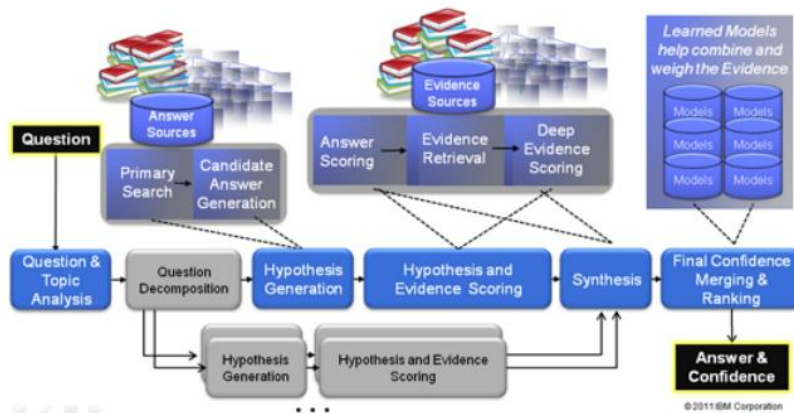 Learned Models
help combine and
weigh the Evidence
Answer
Sources
Evidence
Sources
Models Models
Models Models
Models Models
Question
Primary
Search
Candidate
Answer
Generation
Answer
Scoring
Evidence
Retrieval
Deep
Evidence
Scoring
Question &
Topic
Analysis
Question
Decomposition
Hypothesis
Generation
Hypothesis and
Evidence Scoring
Synthesis
Final Confidence
Merging &
Ranking
Hypothesis
Generation
Hypothesis and Evidence
Scoring
Answer &
Confidence
...
©2011 IBM Corporation